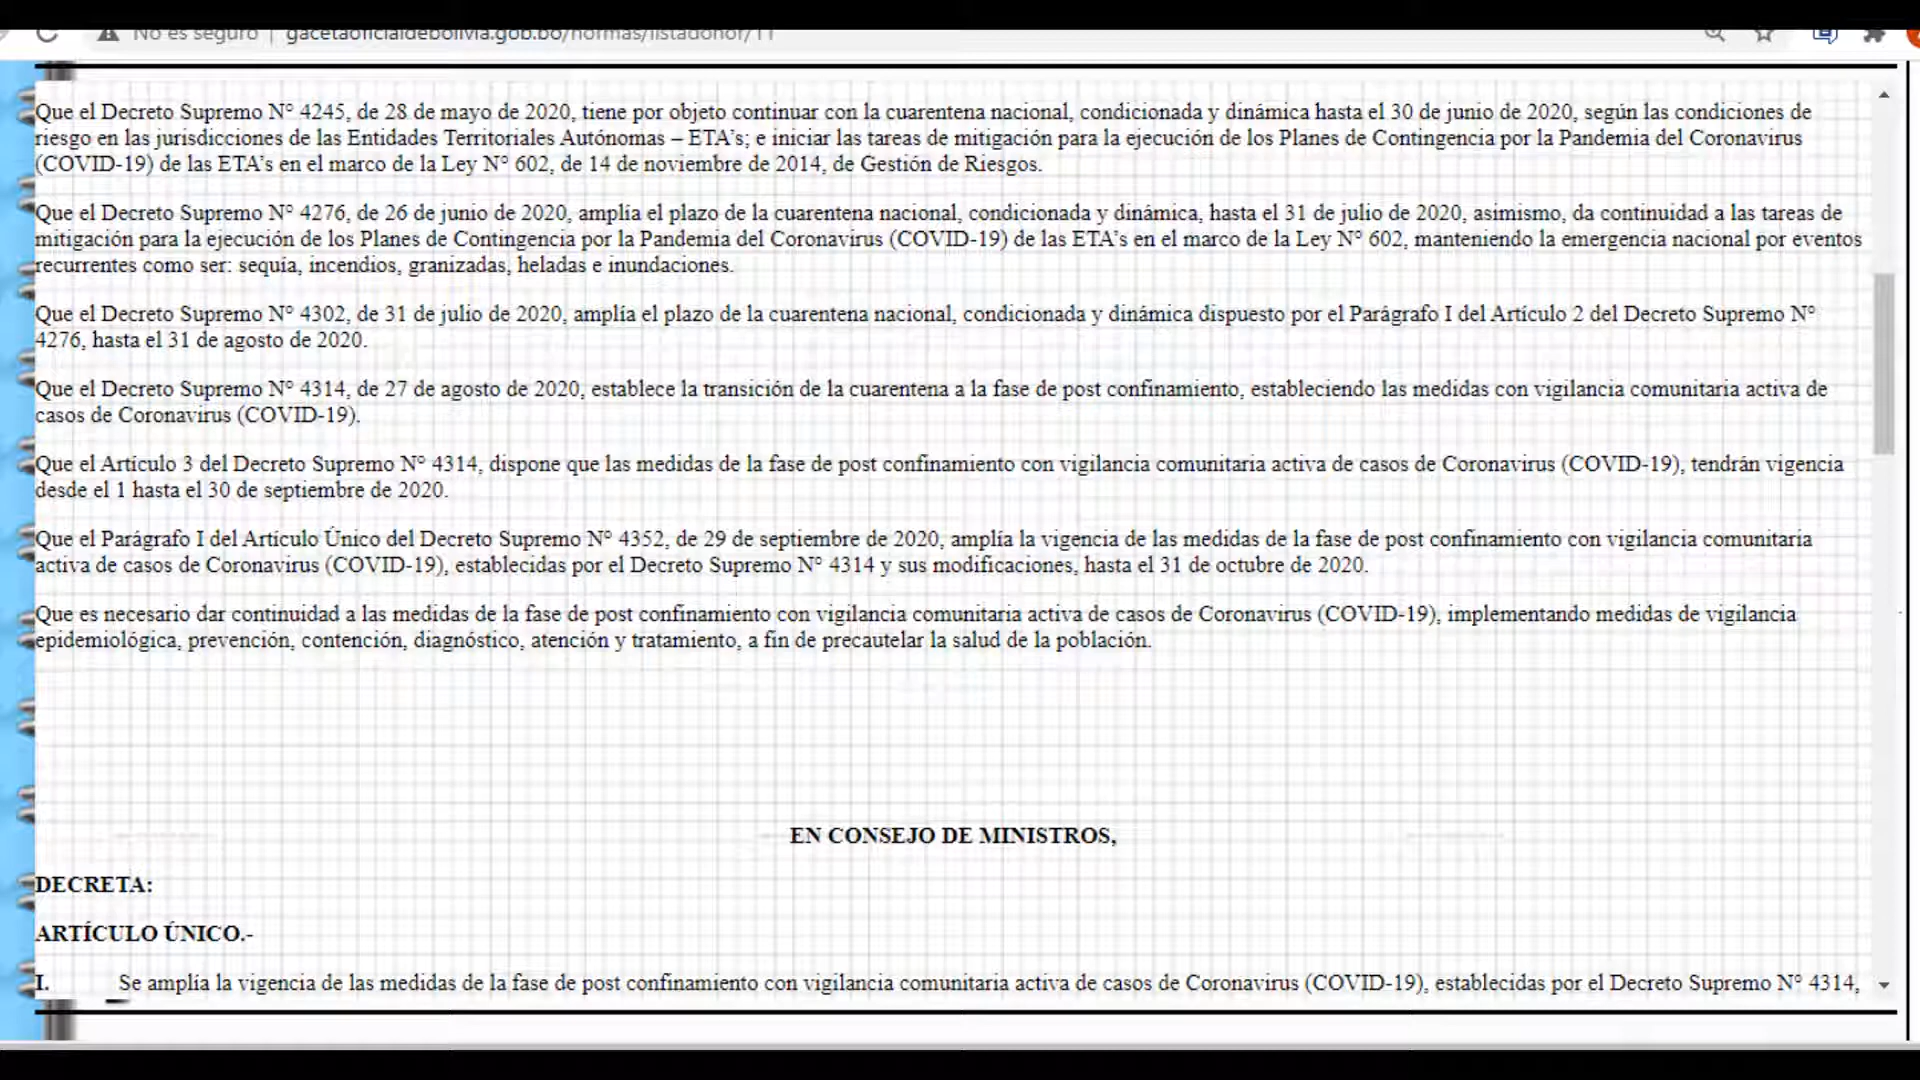 No es seguro | gacetaoficialdebolivia.gob.bo/normas/listadonor/11
Que el Decreto Supremo N° 4245, de 28 de mayo de 2020, tiene por objeto continuar con la cuarentena nacional, condicionada y dinámica hasta el 30 de junio de 2020, según las condiciones de
riesgo en las jurisdicciones de las Entidades Territoriales Autónomas – ETA's; e iniciar las tareas de mitigación para la ejecución de los Planes de Contingencia por la Pandemia del Coronavirus
(COVID-19) de las ETA's en el marco de la Ley N° 602, de 14 de noviembre de 2014, de Gestión de Riesgos.
Que el Decreto Supremo N° 4276, de 26 de junio de 2020, amplía el plazo de la cuarentena nacional, condicionada y dinámica, hasta el 31 de julio de 2020, asimismo, da continuidad a las tareas de
mitigación para la ejecución de los Planes de Contingencia por la Pandemia del Coronavirus (COVID-19) de las ETA's en el marco de la Ley N° 602, manteniendo la emergencia nacional por eventos
recurrentes como ser: sequía, incendios, granizadas, heladas e inundaciones.
Que el Decreto Supremo N° 4302, de 31 de julio de 2020, amplía el plazo de la cuarentena nacional, condicionada y dinámica dispuesto por el Parágrafo I del Artículo 2 del Decreto Supremo N°
4276, hasta el 31 de agosto de 2020.
Que el Decreto Supremo N° 4314, de 27 de agosto de 2020, establece la transición de la cuarentena a la fase de post confinamiento, estableciendo las medidas con vigilancia comunitaria activa de
casos de Coronavirus (COVID-19).
Que el Artículo 3 del Decreto Supremo N° 4314, dispone que las medidas de la fase de post confinamiento con vigilancia comunitaria activa de casos de Coronavirus (COVID-19), tendrán vigencia
desde el 1 hasta el 30 de septiembre de 2020.
Que el Parágrafo I del Artículo Único del Decreto Supremo N° 4352, de 29 de septiembre de 2020, amplía la vigencia de las medidas de la fase de post confinamiento con vigilancia comunitaria
activa de casos de Coronavirus (COVID-19), establecidas por el Decreto Supremo N° 4314 y sus modificaciones, hasta el 31 de octubre de 2020.
Que es necesario dar continuidad a las medidas de la fase de post confinamiento con vigilancia comunitaria activa de casos de Coronavirus (COVID-19), implementando medidas de vigilancia
epidemiológica, prevención, contención, diagnóstico, atención y tratamiento, a fin de precautelar la salud de la población.
EN CONSEJO DE MINISTROS,
DECRETA:
ARTÍCULO ÚNICO.-
I. Se amplía la vigencia de las medidas de la fase de post confinamiento con vigilancia comunitaria activa de casos de Coronavirus (COVID-19), establecidas por el Decreto Supremo N° 4314,